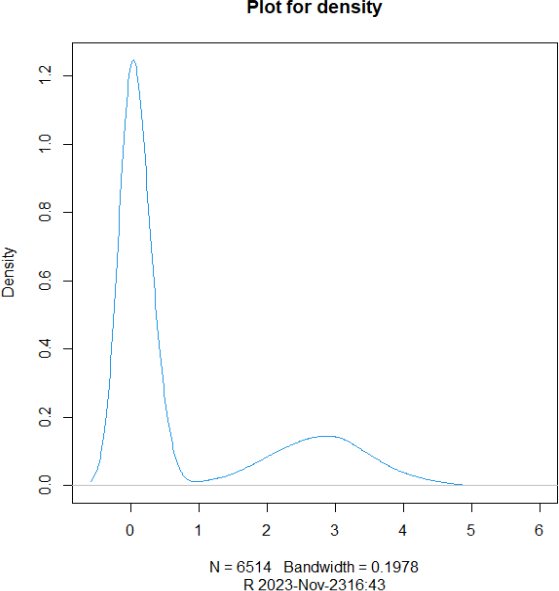 Plot for density
Density
1.2
1.0
0.8
0.6
0.4
0.2
0.0
0 1 2 3 4 5 6
N = 6514 Bandwidth = 0.1978
R 2023-Nov-2316:43